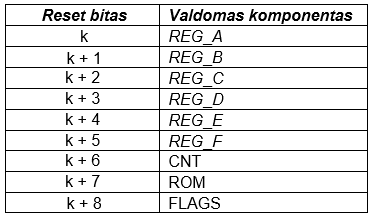 Reset bitas Valdomas komponentas
k REG_A
k + 1 REG_B
k + 2 REG_C
k + 3 REG_D
k + 4 REG_E
k + 5 REG_F
k + 6 CNT
k + 7 ROM
k + 8 FLAGS